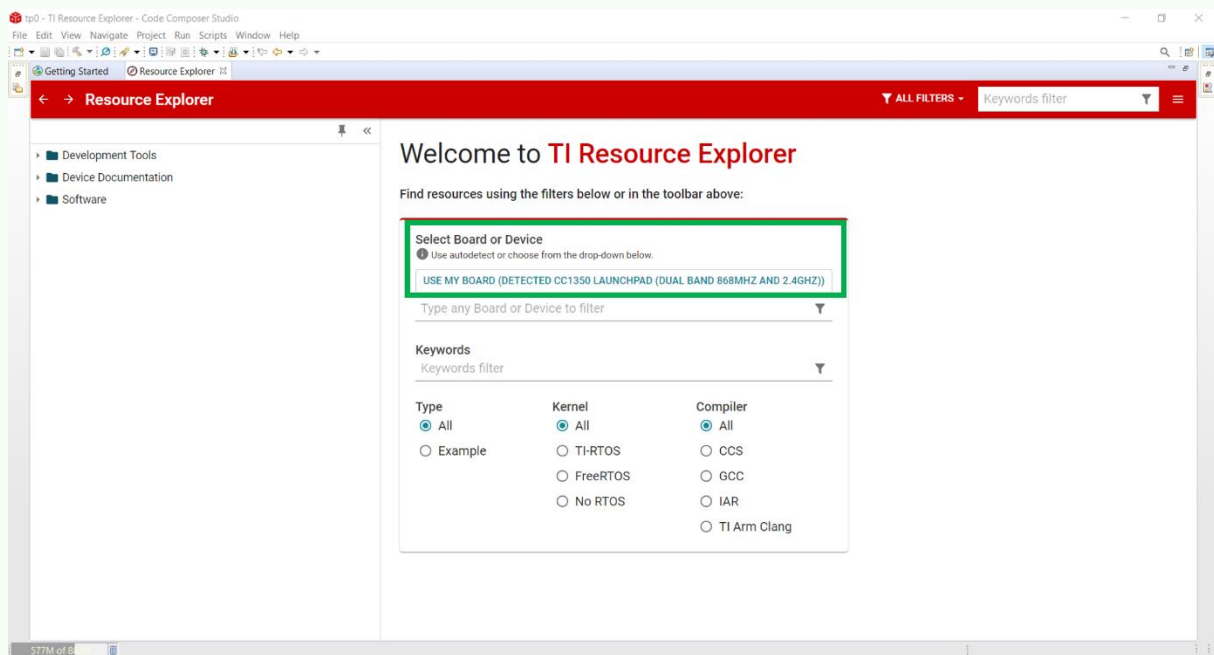 tp0 - TI Resource Explorer - Code Composer Studio
File Edit View Navigate Project Run Scripts Window Help
Getting Started Resource Explorer
Resource Explorer ALL FILTERS Keywords filter
Development Tools
Device Documentation
Software
Welcome to TI Resource Explorer
Find resources using the filters below or in the toolbar above:
Select Board or Device
Use autodetect or choose from the drop-down below.
USE MY BOARD (DETECTED CC1350 LAUNCHPAD (DUAL BAND 868MHZ AND 2.4GHZ))
Type any Board or Device to filter
Keywords
Keywords filter
Type Kernel Compiler
All All All
Example TI-RTOS CCS
FreeRTOS GCC
No RTOS IAR
TI Arm Clang
577M of